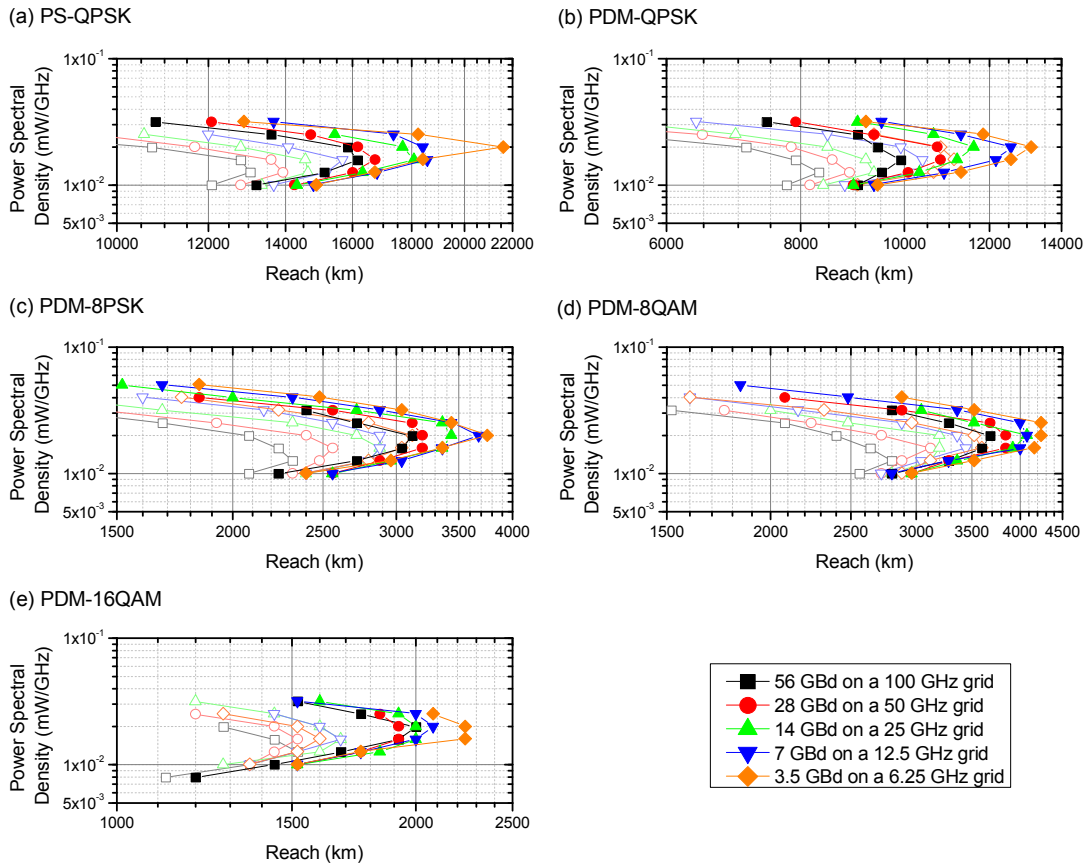 (a) PS-QPSK
Power Spectral
Density (mW/GHz)
1x10⁻¹
1x10⁻²
5x10⁻³
10000 12000 14000 16000 18000 20000 22000
Reach (km)
(b) PDM-QPSK
Power Spectral
Density (mW/GHz)
1x10⁻¹
1x10⁻²
5x10⁻³
6000 8000 10000 12000 14000
Reach (km)
(c) PDM-8PSK
Power Spectral
Density (mW/GHz)
1x10⁻¹
1x10⁻²
5x10⁻³
1500 2000 2500 3000 3500 4000
Reach (km)
(d) PDM-8QAM
Power Spectral
Density (mW/GHz)
1x10⁻¹
1x10⁻²
5x10⁻³
1500 2000 2500 3000 3500 4000 4500
Reach (km)
(e) PDM-16QAM
Power Spectral
Density (mW/GHz)
1x10⁻¹
1x10⁻²
5x10⁻³
1000 1500 2000 2500
Reach (km)
56 GBd on a 100 GHz grid
28 GBd on a 50 GHz grid
14 GBd on a 25 GHz grid
7 GBd on a 12.5 GHz grid
3.5 GBd on a 6.25 GHz grid